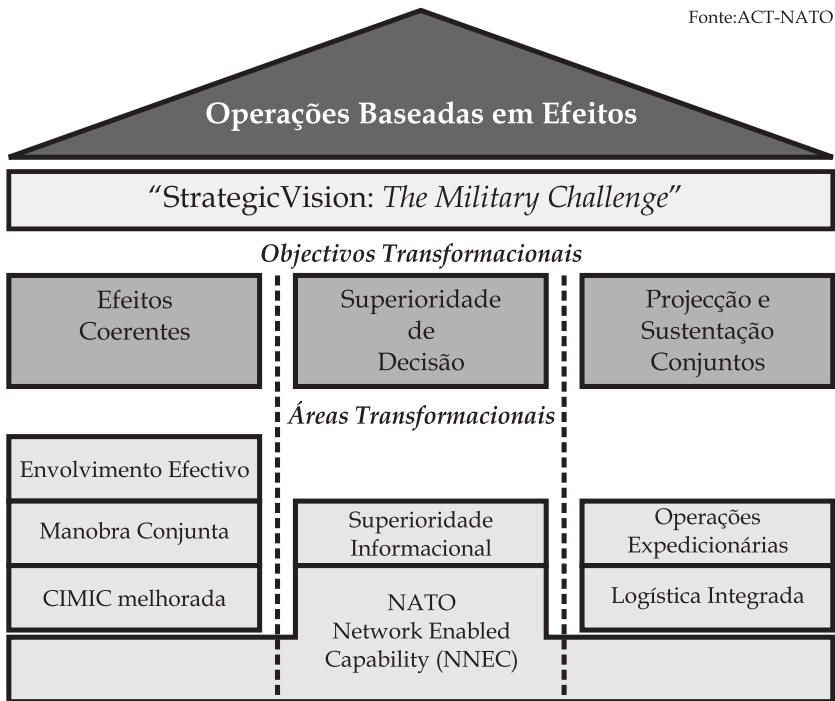 Fonte:ACT-NATO
Operações Baseadas em Efeitos
“StrategicVision: The Military Challenge”
Objectivos Transformacionais
Efeitos
Coerentes
Superioridade
de
Decisão
Projecção e
Sustentação
Conjuntos
Áreas Transformacionais
Envolvimento Efectivo
Manobra Conjunta
CIMIC melhorada
Superioridade
Informacional
NATO
Network Enabled
Capability (NNEC)
Operações
Expedicionárias
Logística Integrada